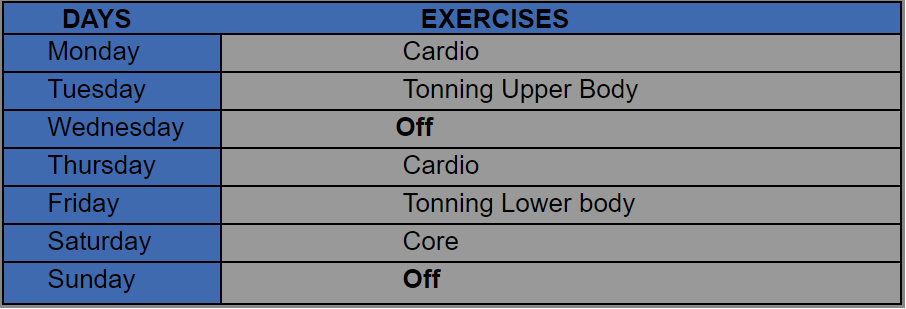 DAYS EXERCISES
Monday Cardio
Tuesday Tonning Upper Body
Wednesday Off
Thursday Cardio
Friday Tonning Lower body
Saturday Core
Sunday Off